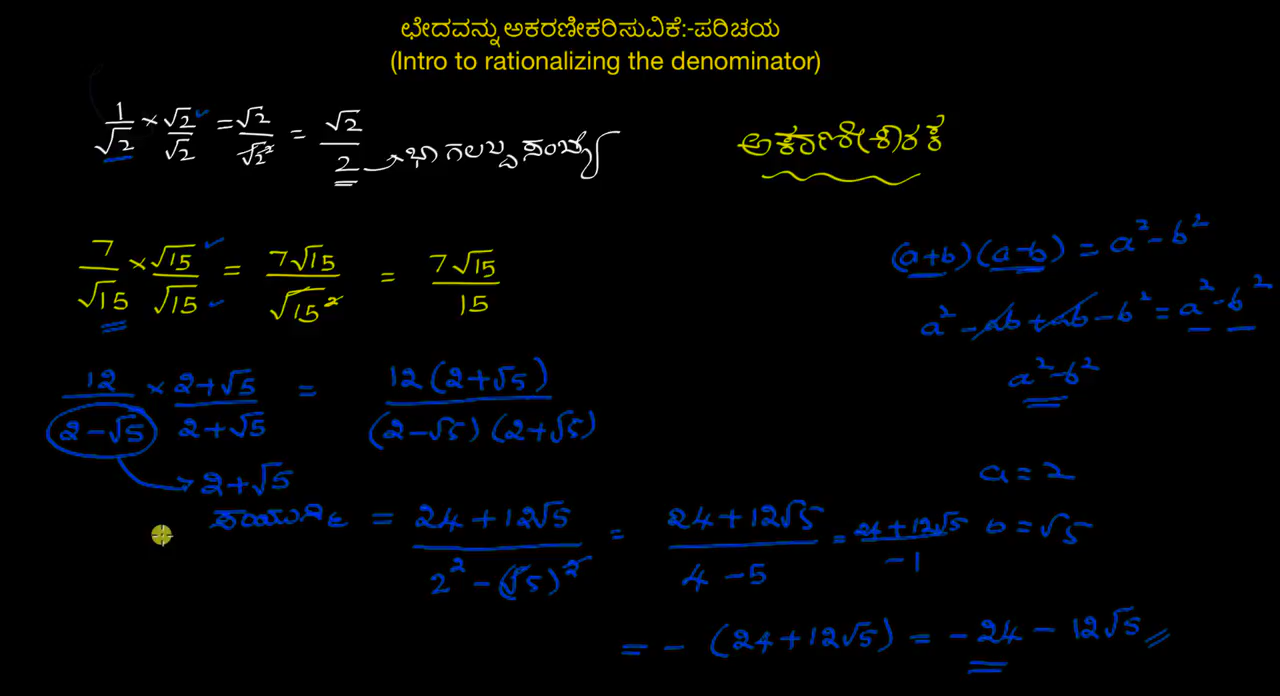 ಛೇದವನ್ನು ಅಕರಣೀಕರಿಸುವಿಕೆ:-ಪರಿಚಯ
(Intro to rationalizing the denominator)
1/√2 × √2/√2 = √2/√2² = √2/2 → ಭಾಗಲಬ್ಧ ಸಂಖ್ಯೆ
7/√15 × √15/√15 = 7√15/√15² = 7√15/15
(a+b)(a-b) = a²-b²
a² - ab + ab - b² = a² - b²
a²-b²
12/(2-√5) × (2+√5)/(2+√5) = 12(2+√5)/((2-√5)(2+√5))
→ 2+√5
a = 2
b = √5
= (24+12√5)/(2²-(√5)²) = (24+12√5)/(4-5) = (24+12√5)/-1
= - (24+12√5) = -24 - 12√5